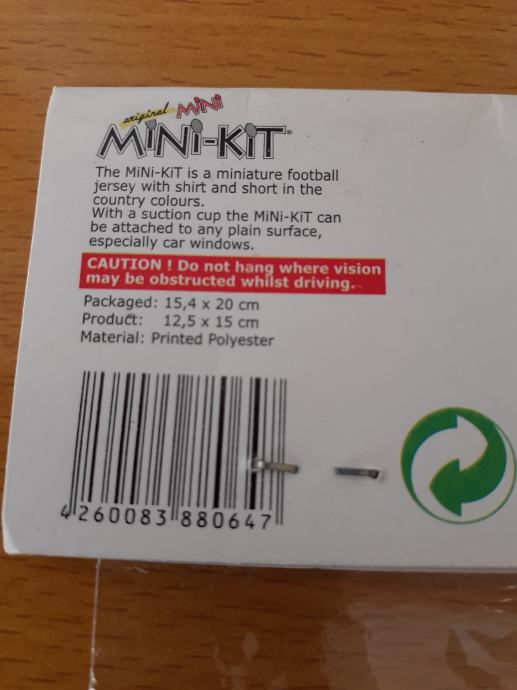 original MiNi
MiNi-KiT
The MiNi-KiT is a miniature football
jersey with shirt and short in the
country colours.
With a suction cup the MiNi-KiT can
be attached to any plain surface,
especially car windows.
CAUTION ! Do not hang where vision
may be obstructed whilst driving.
Packaged: 15,4 x 20 cm
Product: 12,5 x 15 cm
Material: Printed Polyester
4 260083 880647